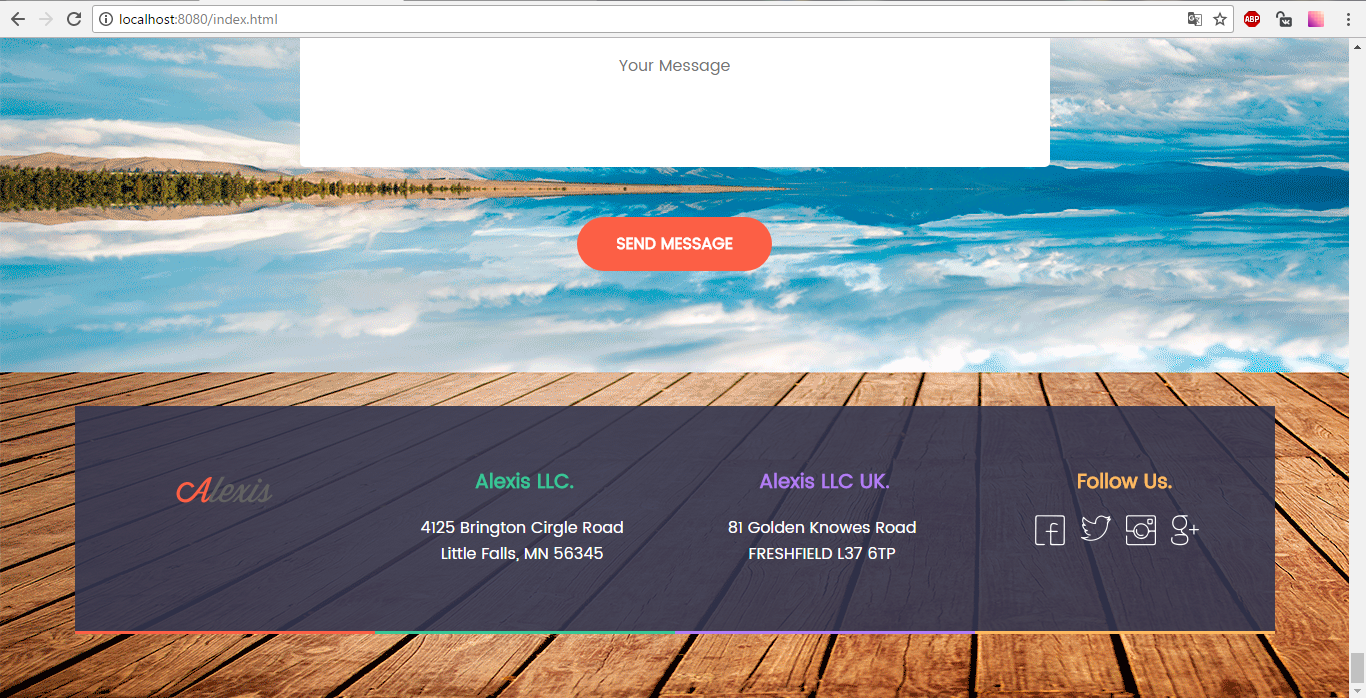 localhost:8080/index.html
ABP
Your Message
SEND MESSAGE
Alexis
Alexis LLC.
4125 Brington Cirgle Road
Little Falls, MN 56345
Alexis LLC UK.
81 Golden Knowes Road
FRESHFIELD L37 6TP
Follow Us.